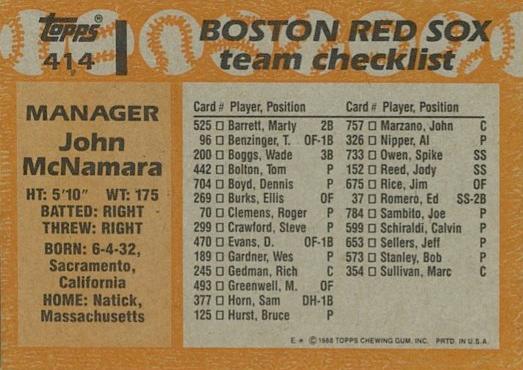 Topps
414
BOSTON RED SOX
team checklist
MANAGER
John
McNamara
HT: 5'10" WT: 175
BATTED: RIGHT
THREW: RIGHT
BORN: 6-4-32,
Sacramento,
California
HOME: Natick,
Massachusetts
Card # Player, Position
525 □ Barrett, Marty 2B
96 □ Benzinger, T. OF-1B
200 □ Boggs, Wade 3B
442 □ Bolton, Tom P
704 □ Boyd, Dennis P
269 □ Burks, Ellis OF
70 □ Clemens, Roger P
299 □ Crawford, Steve P
470 □ Evans, D. OF-1B
189 □ Gardner, Wes P
245 □ Gedman, Rich C
493 □ Greenwell, M. OF
377 □ Horn, Sam DH-1B
125 □ Hurst, Bruce P
Card # Player, Position
757 □ Marzano, John C
326 □ Nipper, Al P
733 □ Owen, Spike SS
152 □ Reed, Jody SS
675 □ Rice, Jim OF
37 □ Romero, Ed SS-2B
784 □ Sambito, Joe P
599 □ Schiraldi, Calvin P
653 □ Sellers, Jeff P
573 □ Stanley, Bob P
354 □ Sullivan, Marc C
E* © 1988 TOPPS CHEWING GUM, INC. PRTD. IN U.S.A.